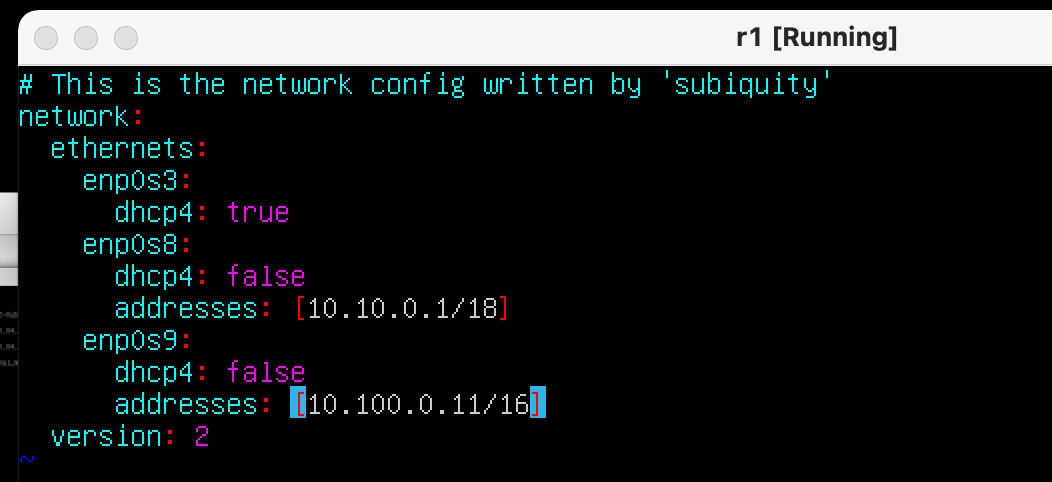 r1 [Running]
# This is the network config written by 'subiquity'
network:
  ethernets:
    enp0s3:
      dhcp4: true
    enp0s8:
      dhcp4: false
      addresses: [10.10.0.1/18]
    enp0s9:
      dhcp4: false
      addresses: [10.100.0.11/16]
  version: 2
~